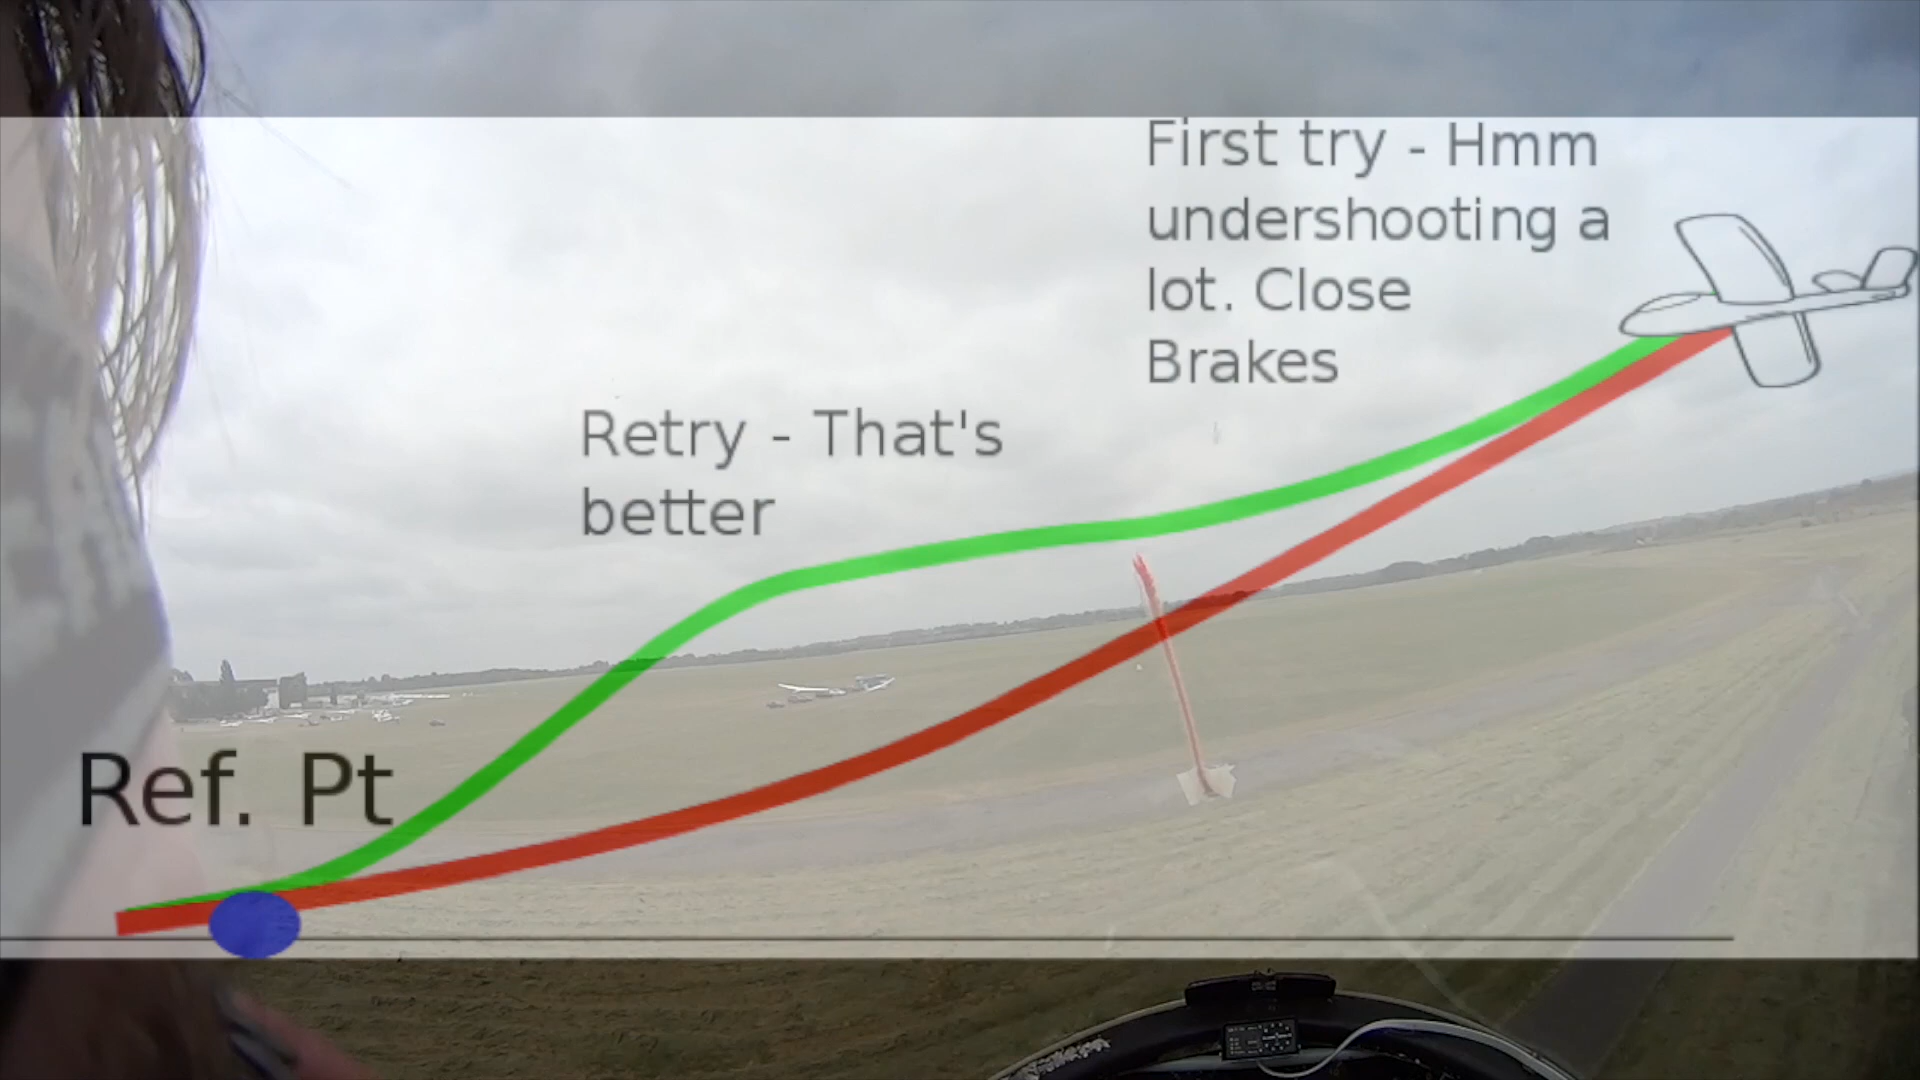 First try - Hmm
undershooting a
lot. Close
Brakes
Retry - That's
better
Ref. Pt